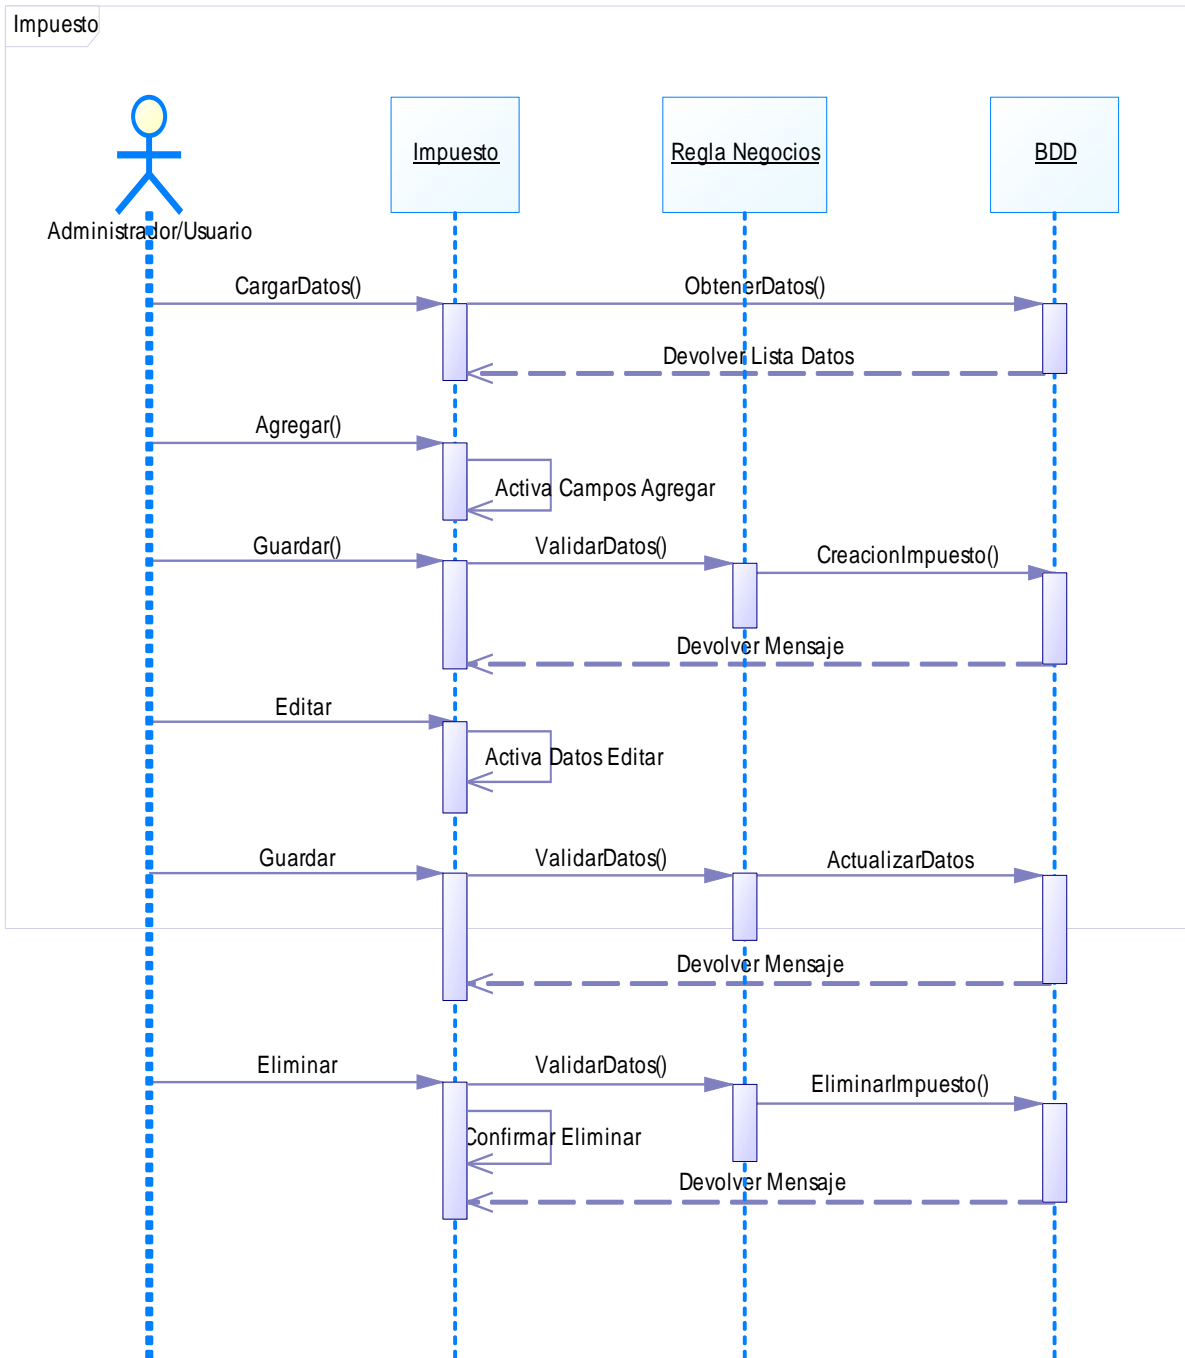 Impuesto
Impuesto
Regla Negocios
BDD
Administrador/Usuario
CargarDatos()
ObtenerDatos()
Devolver Lista Datos
Agregar()
Activa Campos Agregar
Guardar()
ValidarDatos()
CreacionImpuesto()
Devolver Mensaje
Editar
Activa Datos Editar
Guardar
ValidarDatos()
ActualizarDatos
Devolver Mensaje
Eliminar
ValidarDatos()
EliminarImpuesto()
Confirmar Eliminar
Devolver Mensaje